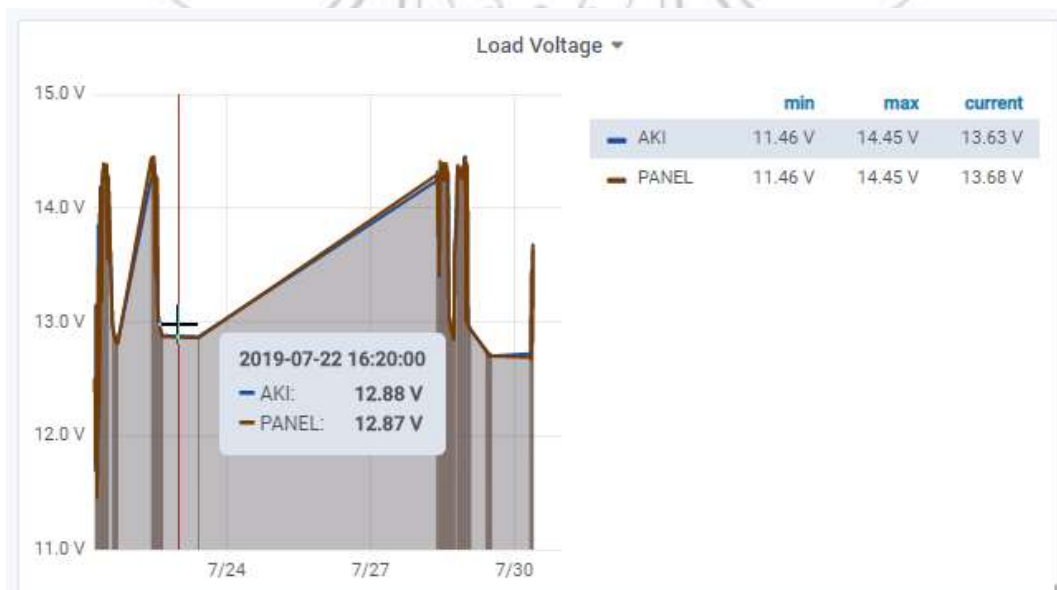 Load Voltage
15.0 V
14.0 V
13.0 V
12.0 V
11.0 V
7/24
7/27
7/30
min max current
AKI 11.46 V 14.45 V 13.63 V
PANEL 11.46 V 14.45 V 13.68 V
2019-07-22 16:20:00
AKI: 12.88 V
PANEL: 12.87 V